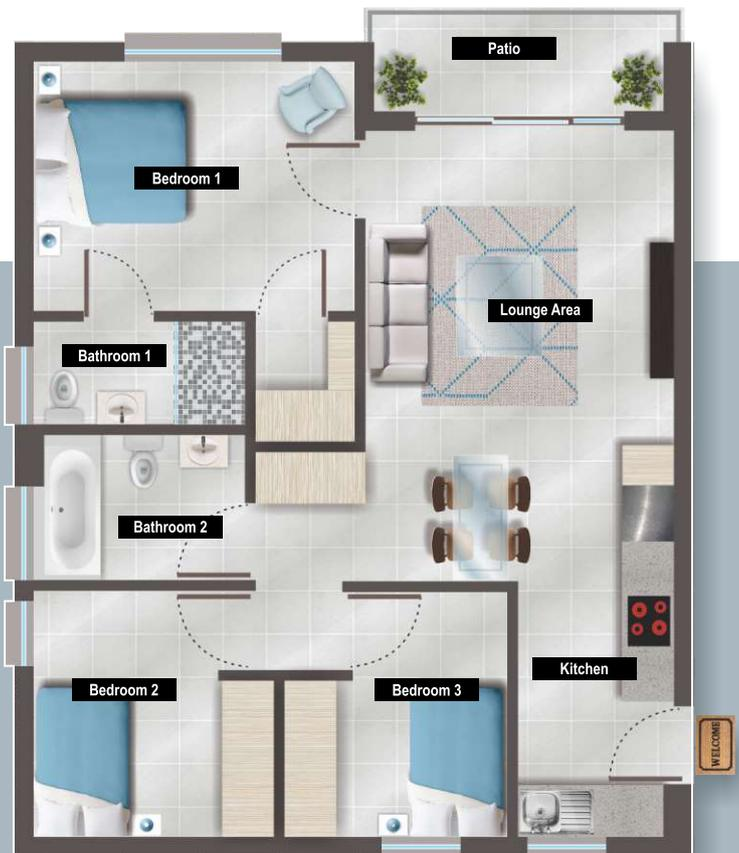 Patio
Bedroom 1
Lounge Area
Bathroom 1
Bathroom 2
Kitchen
Bedroom 2
Bedroom 3
WELCOME